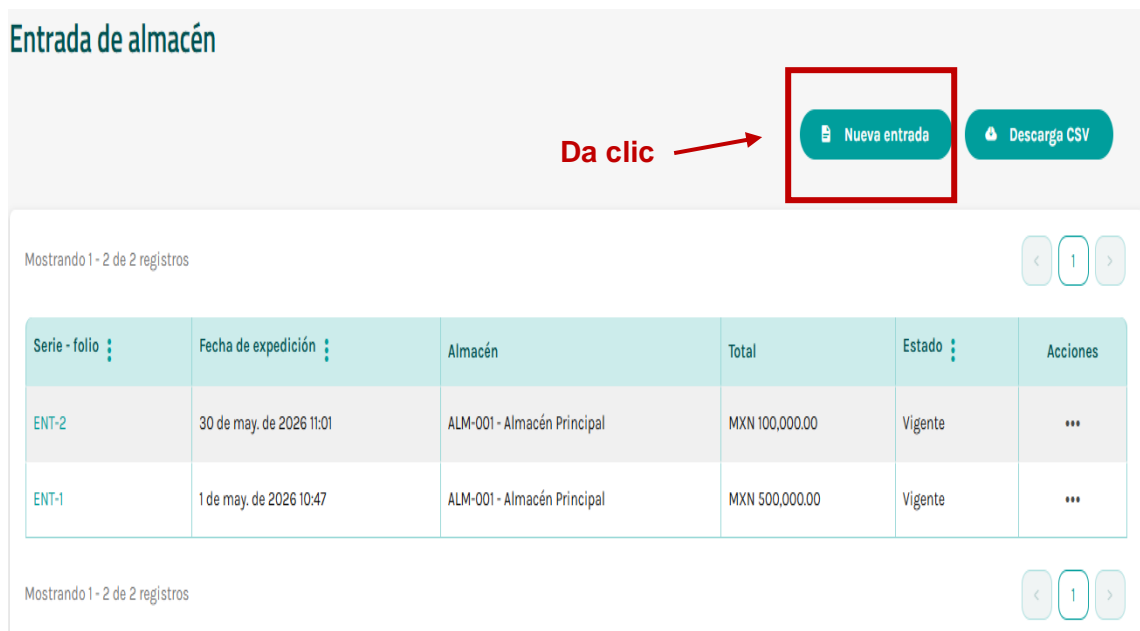 Entrada de almacén
Nueva entrada
Descarga CSV
Da clic
Mostrando 1 - 2 de 2 registros
< 1 >
Serie - folio Fecha de expedición Almacén Total Estado Acciones
ENT-2 30 de may. de 2026 11:01 ALM-001 - Almacén Principal MXN 100,000.00 Vigente •••
ENT-1 1 de may. de 2026 10:47 ALM-001 - Almacén Principal MXN 500,000.00 Vigente •••
Mostrando 1 - 2 de 2 registros
< 1 >